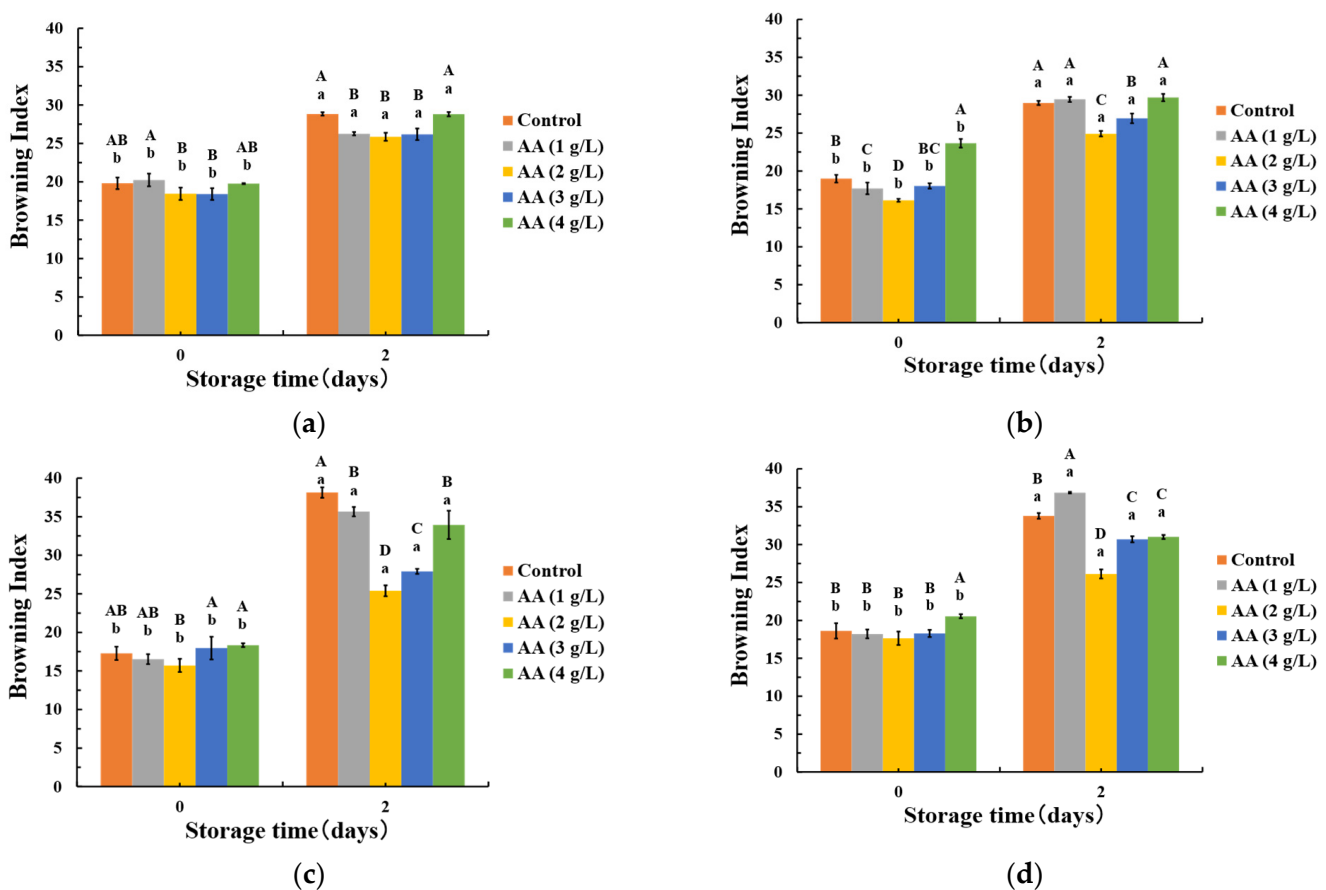 40
35
30
25
20
15
10
5
0
Browning Index
AB
b
A
b
B
b
B
b
AB
b
A
a
B
a
B
a
B
a
A
a
0
2
Storage time(days)
Control
AA (1 g/L)
AA (2 g/L)
AA (3 g/L)
AA (4 g/L)
(a)
40
35
30
25
20
15
10
5
0
Browning Index
B
b
C
b
D
b
BC
b
A
b
A
a
A
a
C
a
B
a
A
a
0
2
Storage time(days)
Control
AA (1 g/L)
AA (2 g/L)
AA (3 g/L)
AA (4 g/L)
(b)
40
35
30
25
20
15
10
5
0
Browning Index
AB
b
AB
b
B
b
A
b
A
b
A
a
B
a
D
a
C
a
B
a
0
2
Storage time(days)
Control
AA (1 g/L)
AA (2 g/L)
AA (3 g/L)
AA (4 g/L)
(c)
40
35
30
25
20
15
10
5
0
Browning Index
B
b
B
b
B
b
B
b
A
b
B
a
A
a
D
a
C
a
C
a
0
2
Storage time(days)
Control
AA (1 g/L)
AA (2 g/L)
AA (3 g/L)
AA (4 g/L)
(d)